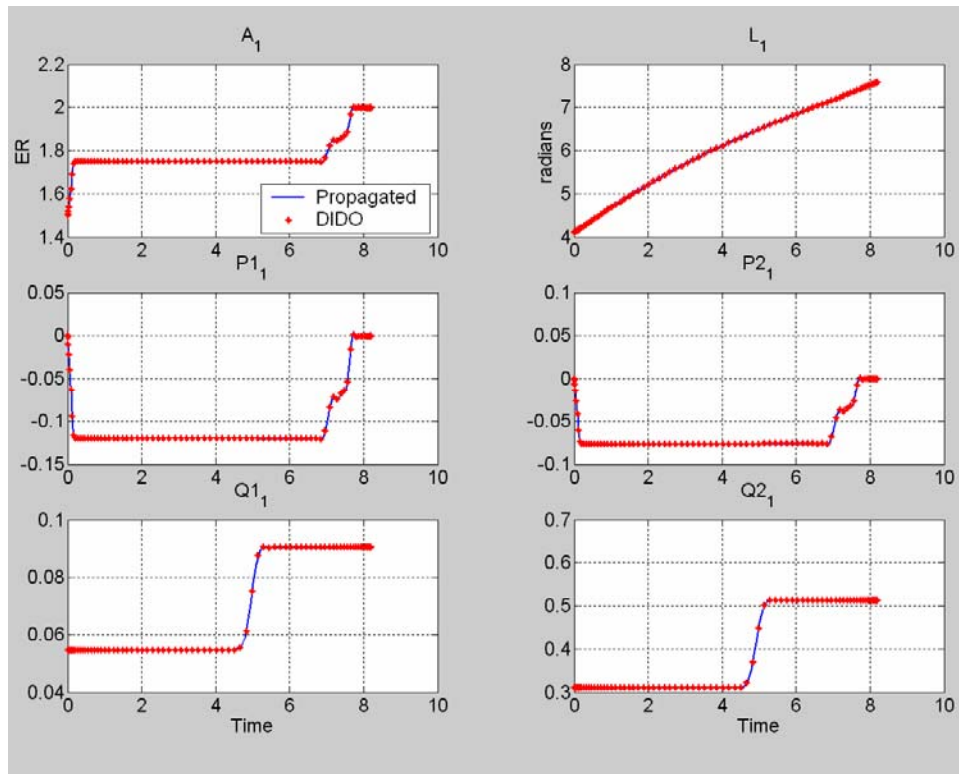 A1
L1
2.2
2
1.8
1.6
1.4
ER
0 2 4 6 8 10
Propagated
DIDO
8
7
6
5
4
radians
0 2 4 6 8 10
P11
P21
0.05
0
-0.05
-0.1
-0.15
0 2 4 6 8 10
0.1
0.05
0
-0.05
-0.1
0 2 4 6 8 10
Q11
Q21
0.1
0.08
0.06
0.04
0 2 4 6 8 10
Time
0.7
0.6
0.5
0.4
0.3
0 2 4 6 8 10
Time